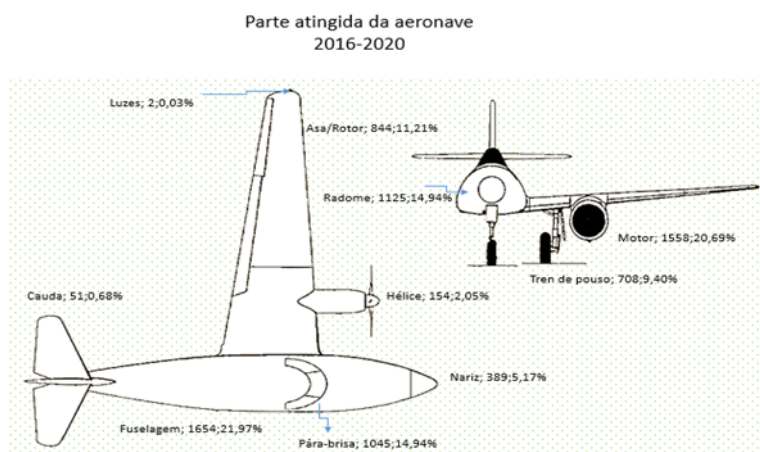 Parte atingida da aeronave
2016-2020
Luzes; 2;0,03%
Asa/Rotor; 844;11,21%
Radome; 1125;14,94%
Motor; 1558;20,69%
Tren de pouso; 708;9,40%
Cauda; 51;0,68%
Hélice; 154;2,05%
Nariz; 389;5,17%
Fuselagem; 1654;21,97%
Pára-brisa; 1045;14,94%